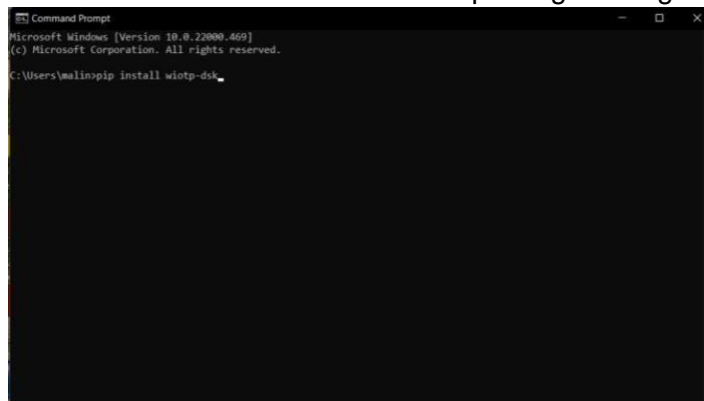 Command Prompt
Microsoft Windows [Version 10.0.22000.469]
(c) Microsoft Corporation. All rights reserved.
C:\Users\malin>pip install wiotp-dsk